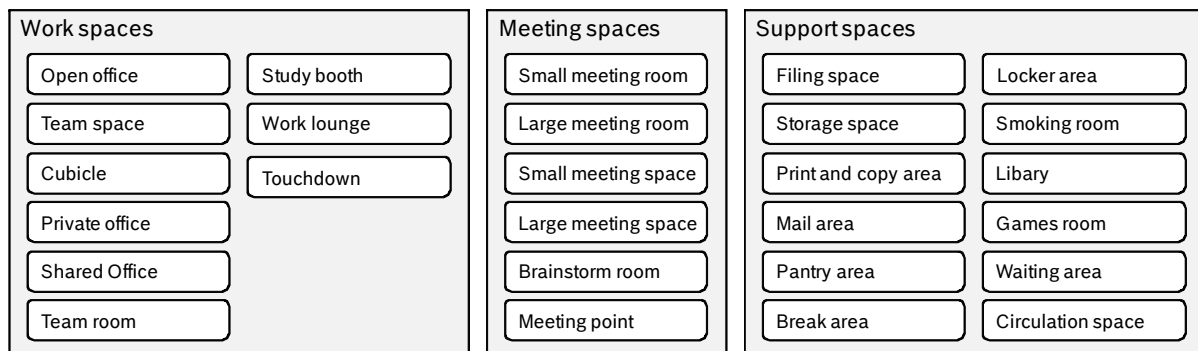 Work spaces
Open office
Team space
Cubicle
Private office
Shared Office
Team room
Study booth
Work lounge
Touchdown
Meeting spaces
Small meeting room
Large meeting room
Small meeting space
Large meeting space
Brainstorm room
Meeting point
Support spaces
Filing space
Storage space
Print and copy area
Mail area
Pantry area
Break area
Locker area
Smoking room
Libary
Games room
Waiting area
Circulation space